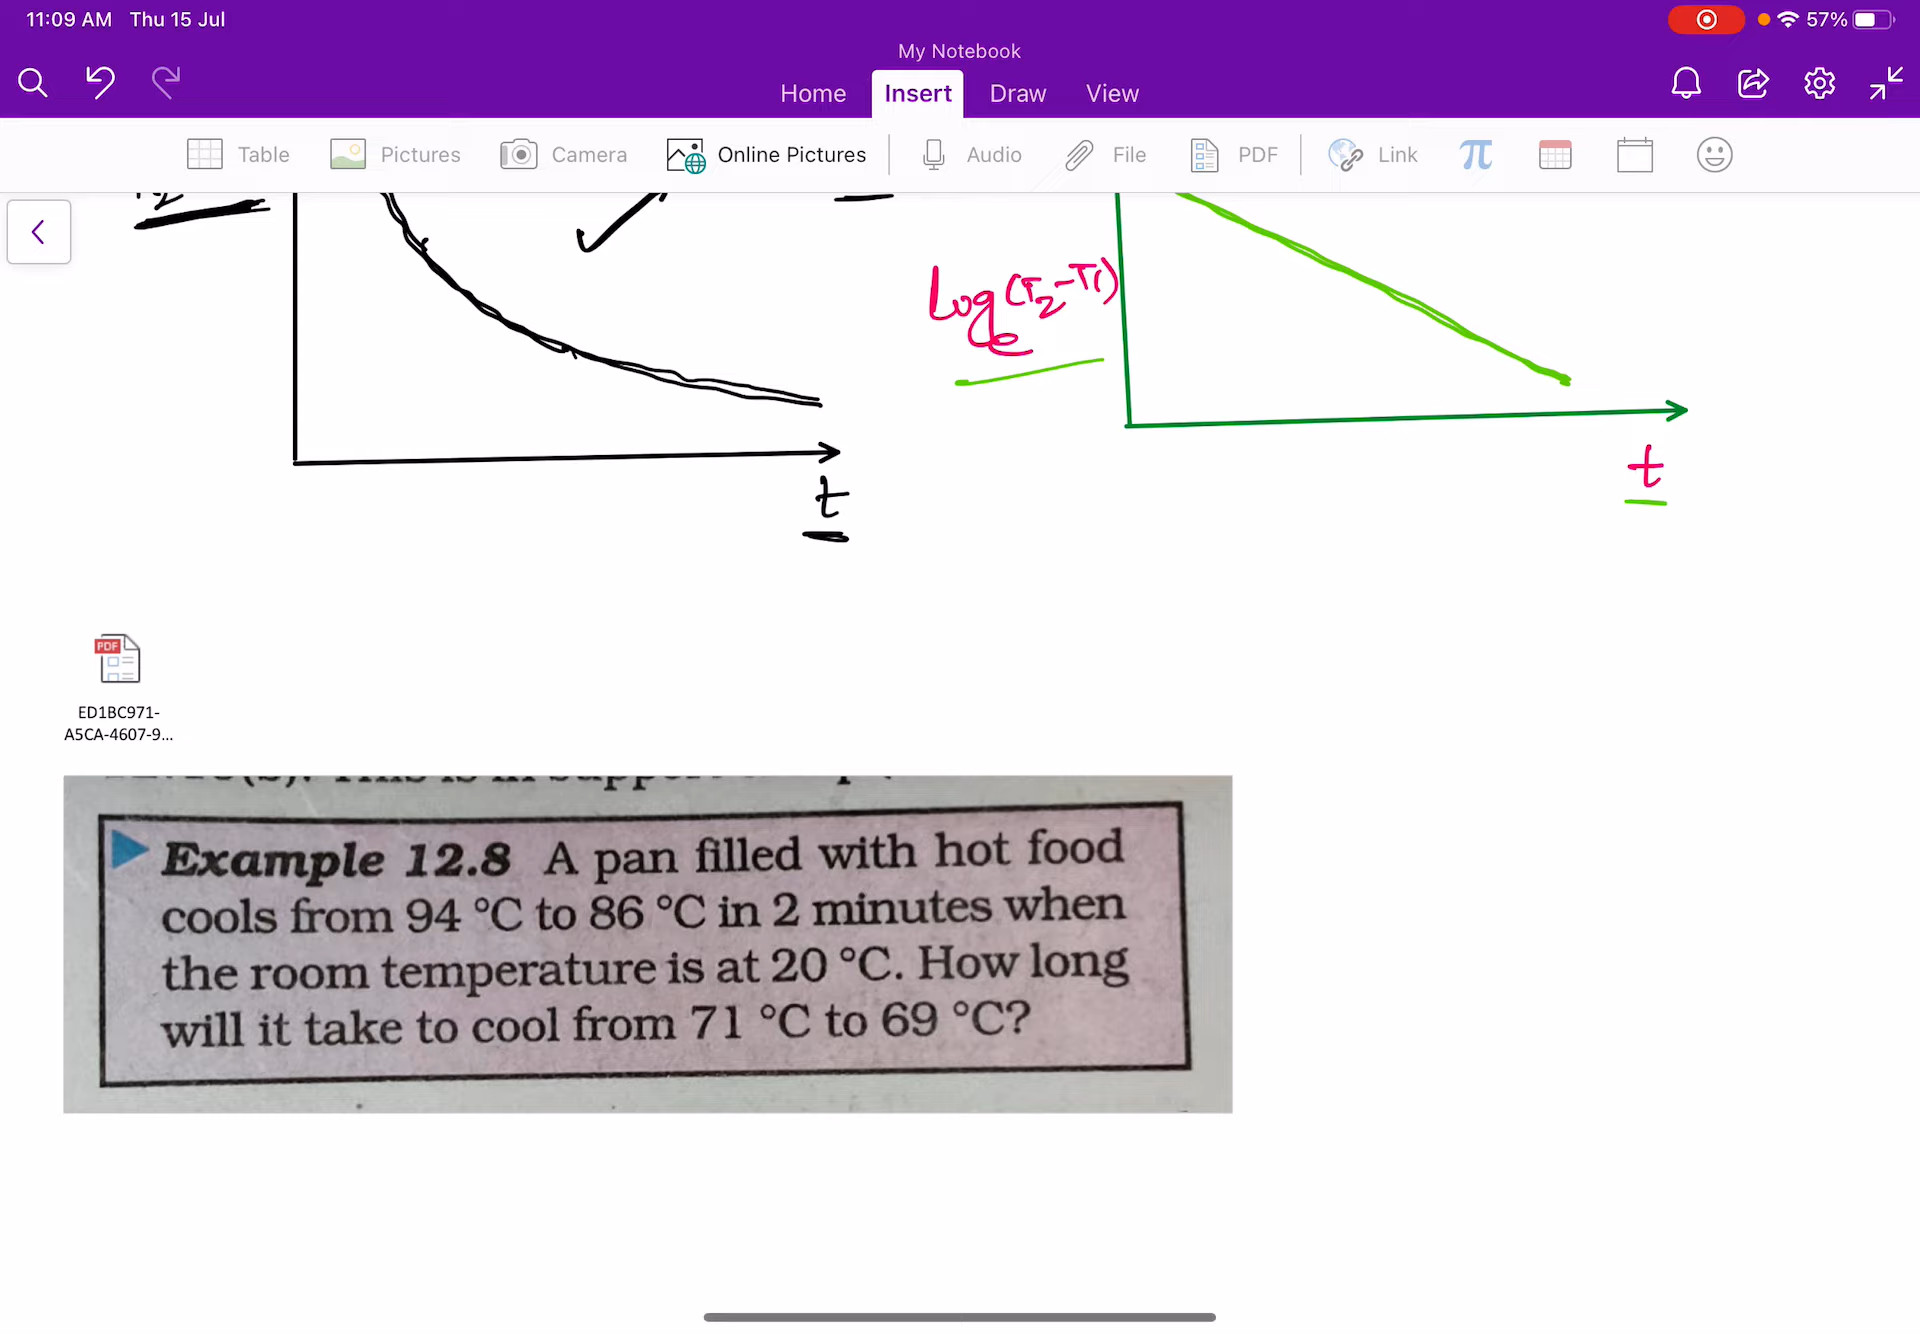 11:09 AM Thu 15 Jul
57%
My Notebook
Home Insert Draw View
Table Pictures Camera Online Pictures Audio File PDF Link π
Log e (T2-T1)
t
t
PDF
ED1BC971-
A5CA-4607-9...
Example 12.8 A pan filled with hot food
cools from 94 °C to 86 °C in 2 minutes when
the room temperature is at 20 °C. How long
will it take to cool from 71 °C to 69 °C?